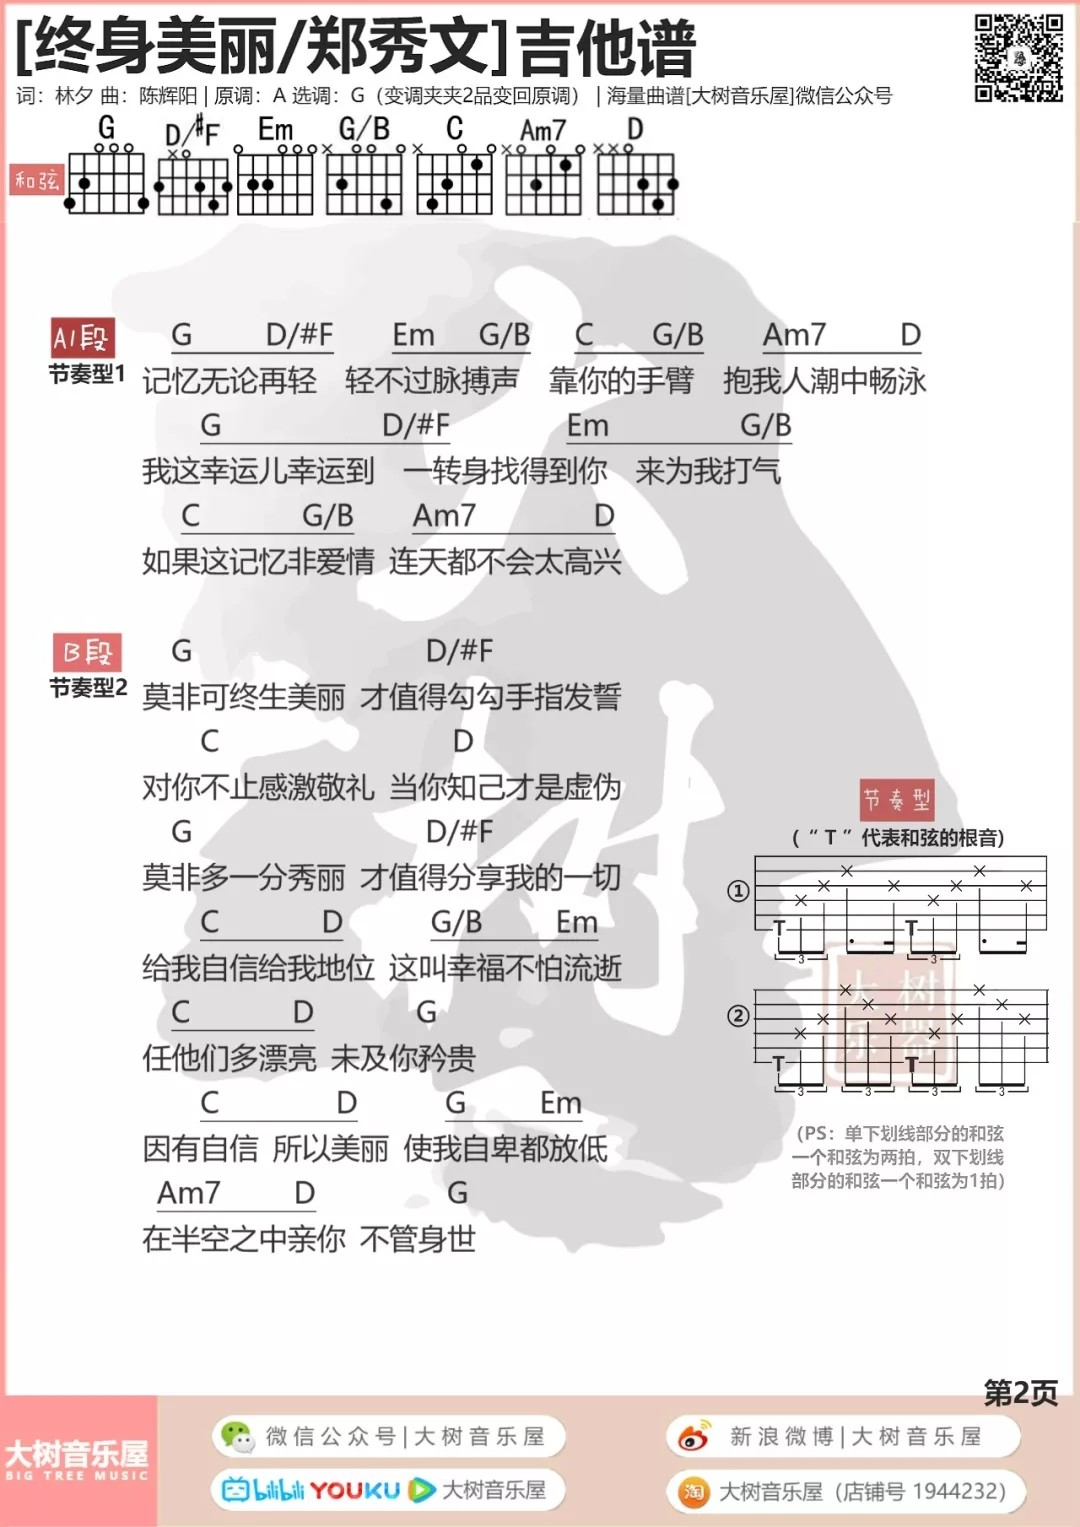 [终身美丽/郑秀文]吉他谱
词：林夕 曲：陈辉阳 | 原调：A 选调：G（变调夹夹2品变回原调） | 海量曲谱[大树音乐屋]微信公众号
G D/#F Em G/B C Am7 D
和弦
A1段 G D/#F Em G/B C G/B Am7 D
节奏型1 记忆无论再轻 轻不过脉搏声 靠你的手臂 抱我人潮中畅泳
G D/#F Em G/B
我这幸运儿幸运到 一转身找得到你 来为我打气
C G/B Am7 D
如果这记忆非爱情 连天都不会太高兴
B段 G D/#F
节奏型2 莫非可终生美丽 才值得勾勾手指发誓
C D
对你不止感激敬礼 当你知己才是虚伪
G D/#F
莫非多一分秀丽 才值得分享我的一切
C D G/B Em
给我自信给我地位 这叫幸福不怕流逝
C D G
任他们多漂亮 未及你矜贵
C D G Em
因有自信 所以美丽 使我自卑都放低
Am7 D G
在半空之中亲你 不管身世
节奏型
(“T”代表和弦的根音)
①
T T
3 3
②
T T
3 3 3 3
大树乐器
(PS：单下划线部分的和弦
一个和弦为两拍，双下划线
部分的和弦一个和弦为1拍)
大树
第2页
大树音乐屋
BIG TREE MUSIC
微信公众号|大树音乐屋
新浪微博|大树音乐屋
bilibili YOUKU 大树音乐屋
淘 大树音乐屋（店铺号 1944232）